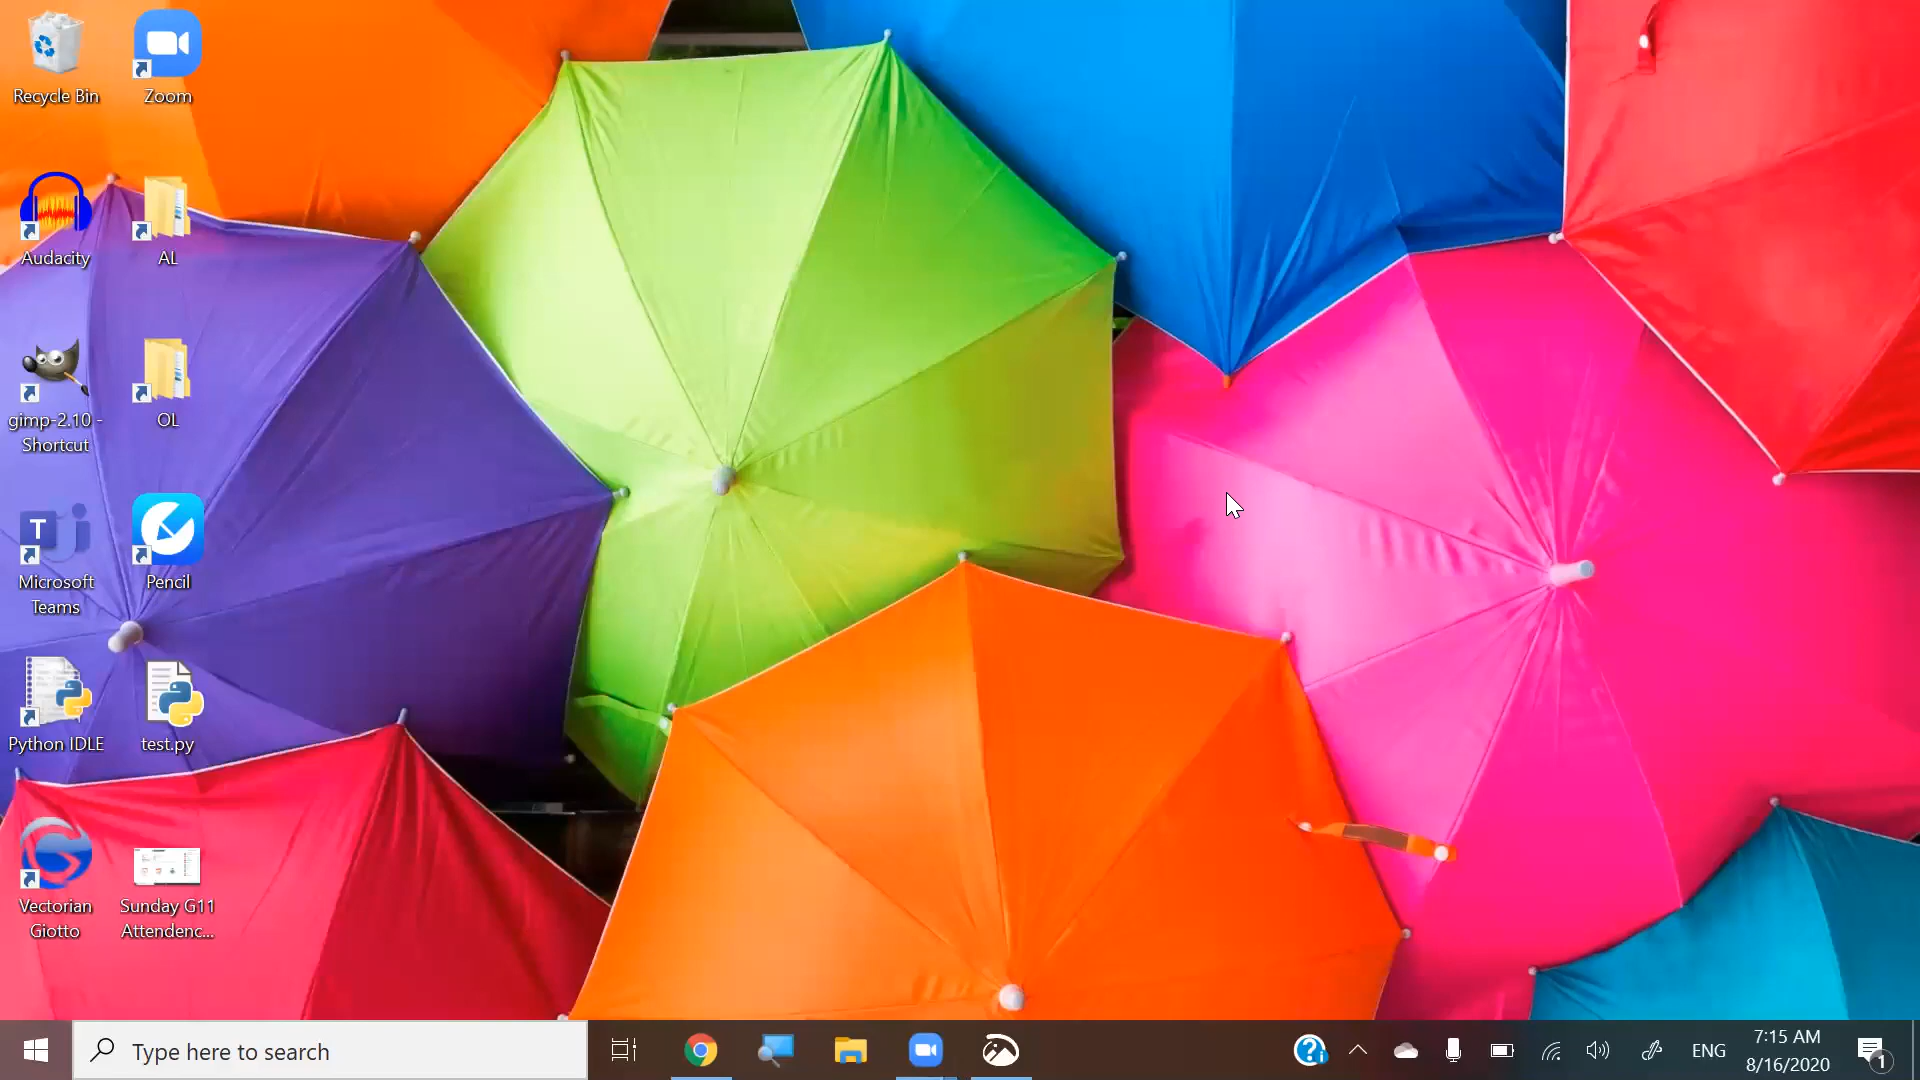 Recycle Bin
Zoom
Audacity
AL
gimp-2.10 -
Shortcut
OL
T
Microsoft
Teams
Pencil
Python IDLE
test.py
Vectorian
Giotto
Sunday G11
Attendenc...
Type here to search
ENG
7:15 AM
8/16/2020
1